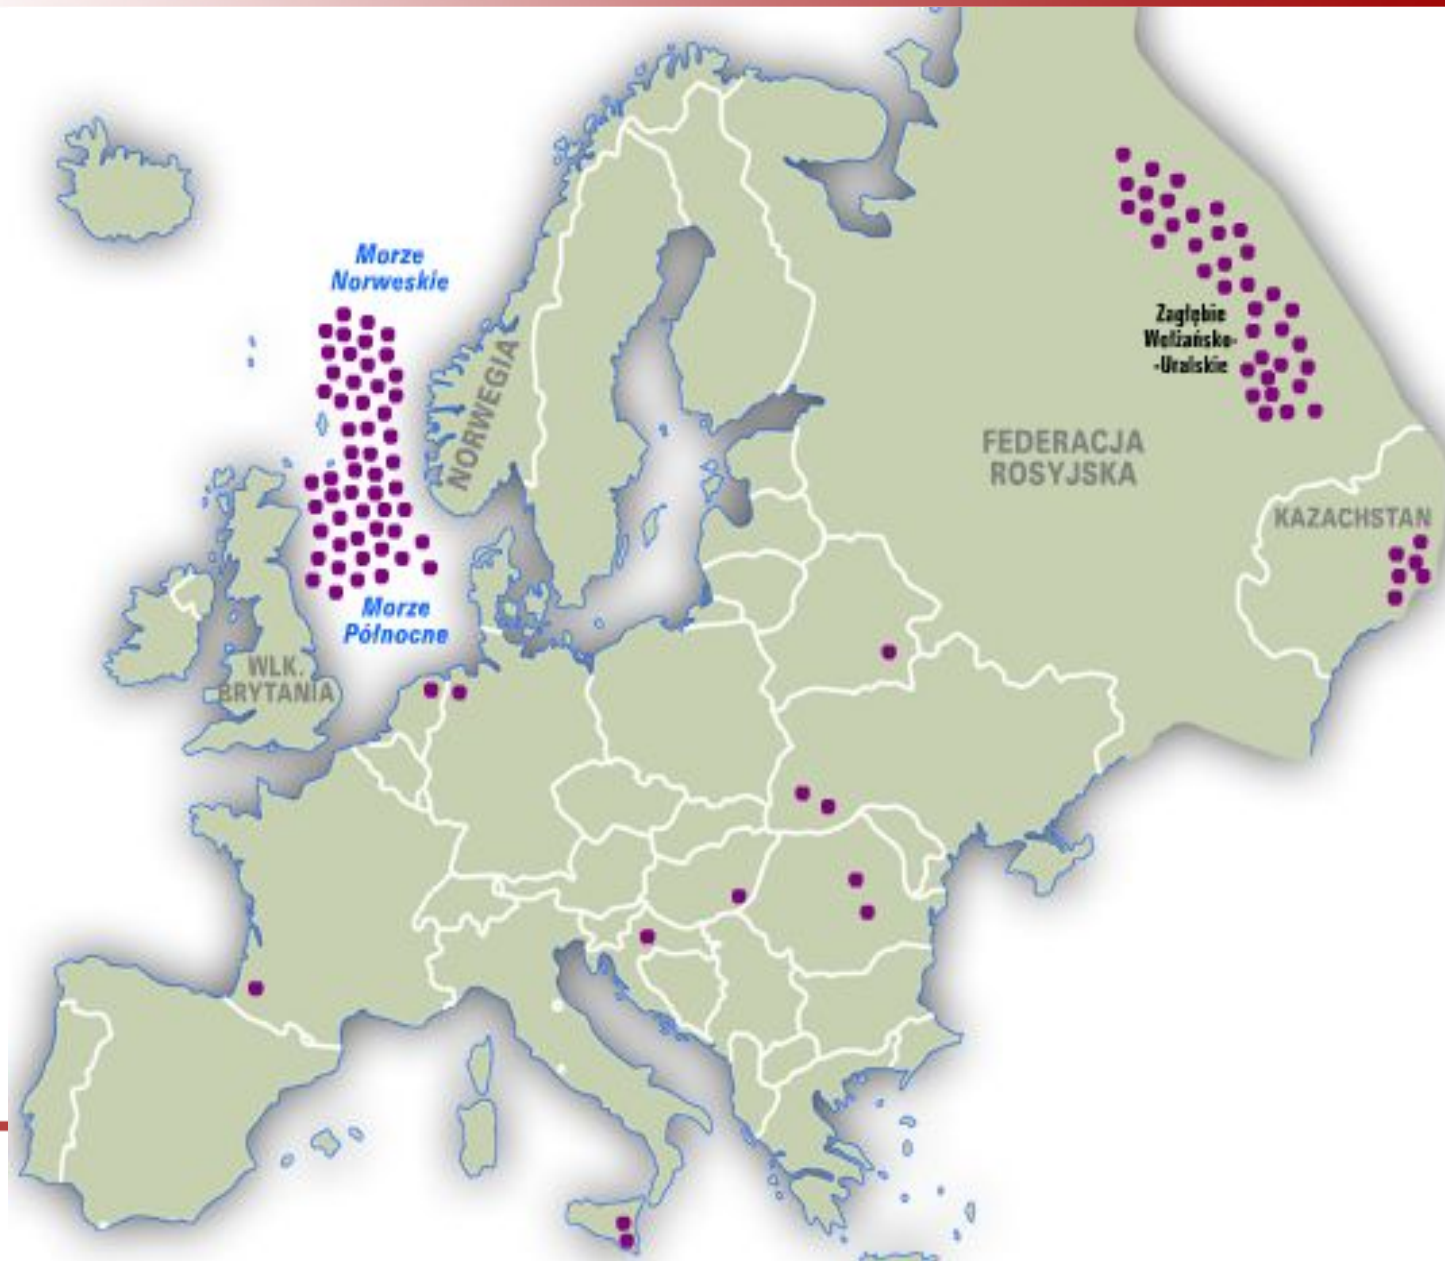 Morze
Norweskie
NORWEGIA
Zagłębie
Wołżańsko-
-Uralskie
FEDERACJA
ROSYJSKA
KAZACHSTAN
Morze
Północne
WLK.
BRYTANIA